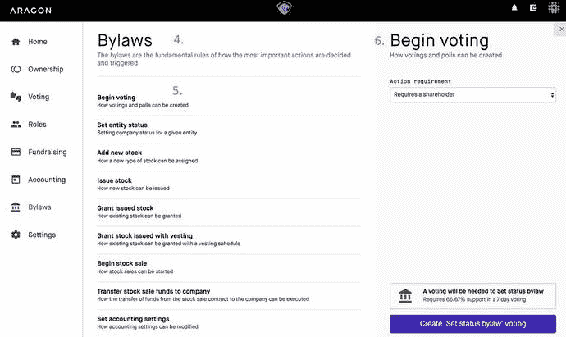 ARAGON
Home
Ownership
Voting
Roles
Fundraising
Accounting
Bylaws
Settings
Bylaws 4.
The bylaws are the fundamental rules of how the most important actions are decided
and triggered
5.
Begin voting
How votings and polls can be created
Set entity status
Setting company status for a given entity
Add new stock
How a new type of stock can be assigned
Issue stock
How new stock can be issued
Grant issued stock
How existing stock can be granted
Grant stock issued with vesting
How existing stock can be granted with a vesting schedule
Begin stock sale
How stock sales can be started
Transfer stock sale funds to company
How the transfer of funds from the stock sale contract to the company can be executed
Set accounting settings
How accounting settings can be modified
6. Begin voting
How votings and polls can be created
Action requirement
Requires a shareholder
A voting will be needed to Set status bylaw
Requires 66.67% support in a 7 day voting
Create 'Set status bylaw' voting